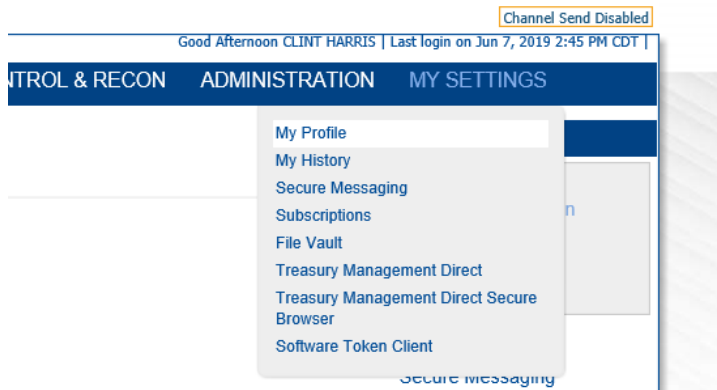 Channel Send Disabled
Good Afternoon CLINT HARRIS | Last login on Jun 7, 2019 2:45 PM CDT |
NTROL & RECON ADMINISTRATION MY SETTINGS
My Profile
My History
Secure Messaging
Subscriptions
n
File Vault
Treasury Management Direct
Treasury Management Direct Secure
Browser
Software Token Client
Secure Messaging